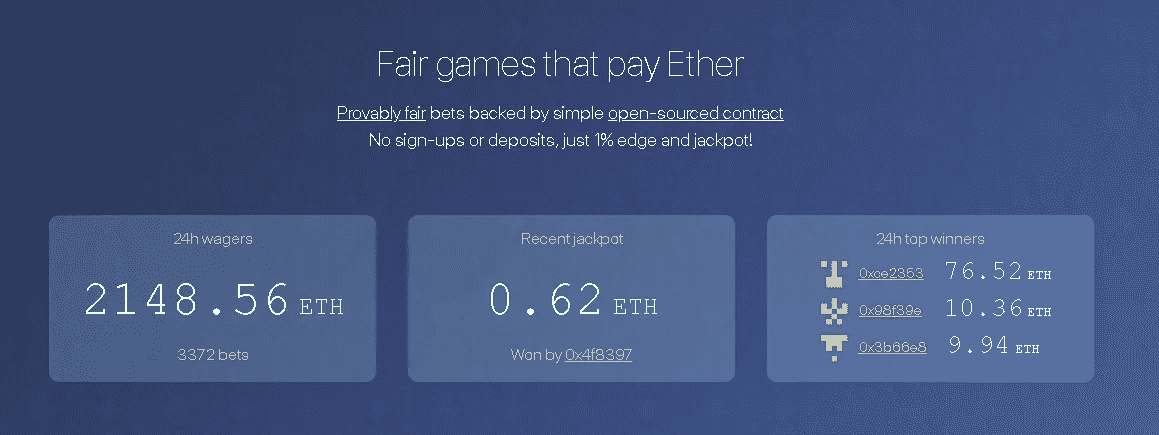 Fair games that pay Ether
Provably fair bets backed by simple open-sourced contract
No sign-ups or deposits, just 1% edge and jackpot!
24h wagers
2148.56 ETH
3372 bets
Recent jackpot
0.62 ETH
Won by 0x4f8397
24h top winners
0xce2353 76.52 ETH
0x98f39e 10.36 ETH
0x3b66e8 9.94 ETH